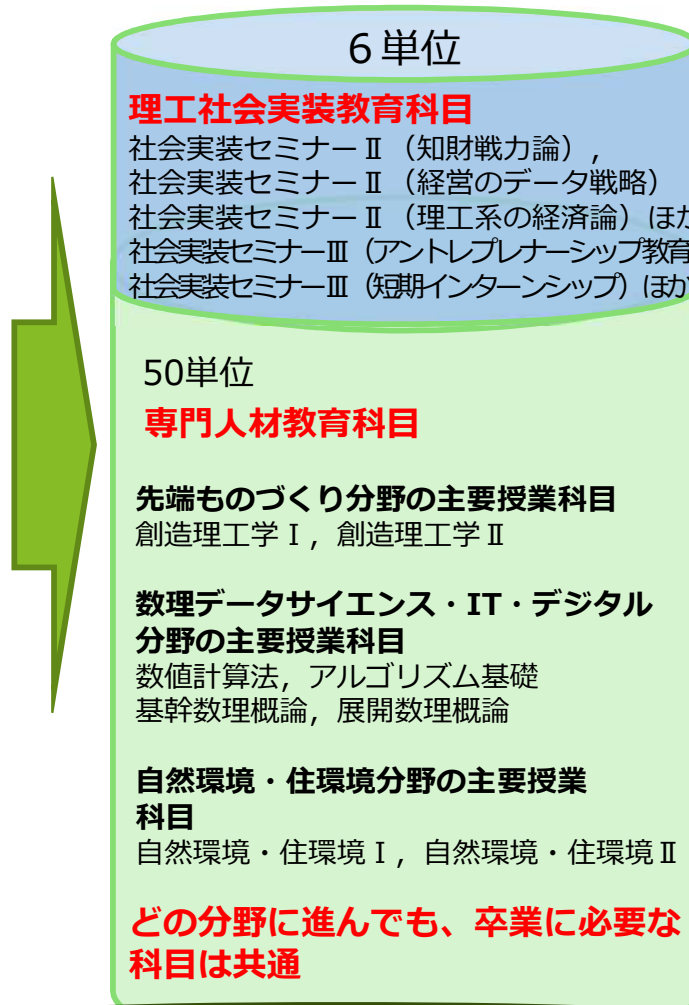 6単位
理工社会実装教育科目
社会実装セミナーⅡ（知財戦力論），
社会実装セミナーⅡ（経営のデータ戦略）
社会実装セミナーⅡ（理工系の経済論）ほか
社会実装セミナーⅢ（アントレプレナーシップ教育
社会実装セミナーⅢ（短期インターンシップ）ほか
50単位
専門人材教育科目
先端ものづくり分野の主要授業科目
創造理工学Ⅰ，創造理工学Ⅱ
数理データサイエンス・IT・デジタル
分野の主要授業科目
数値計算法，アルゴリズム基礎
基幹数理概論，展開数理概論
自然環境・住環境分野の主要授業
科目
自然環境・住環境Ⅰ，自然環境・住環境Ⅱ
どの分野に進んでも、卒業に必要な
科目は共通